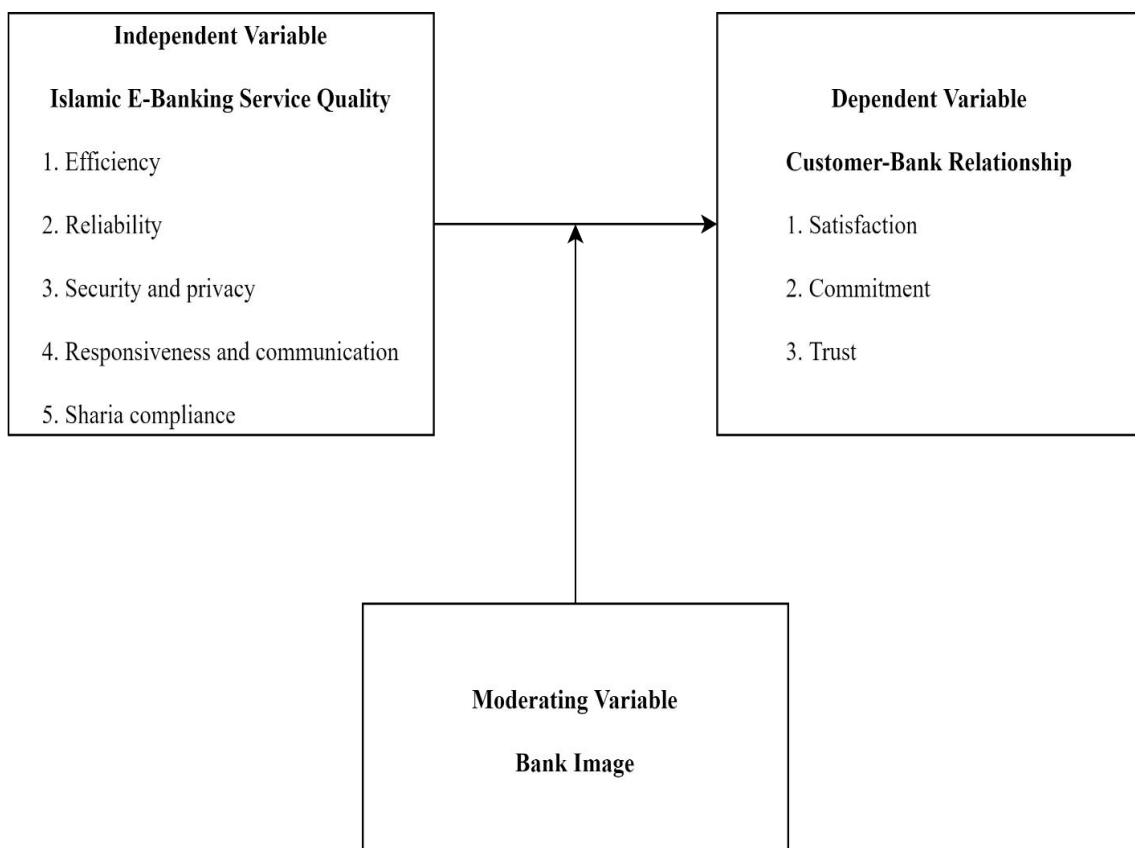 Independent Variable
Islamic E-Banking Service Quality
1. Efficiency
2. Reliability
3. Security and privacy
4. Responsiveness and communication
5. Sharia compliance
Dependent Variable
Customer-Bank Relationship
1. Satisfaction
2. Commitment
3. Trust
Moderating Variable
Bank Image